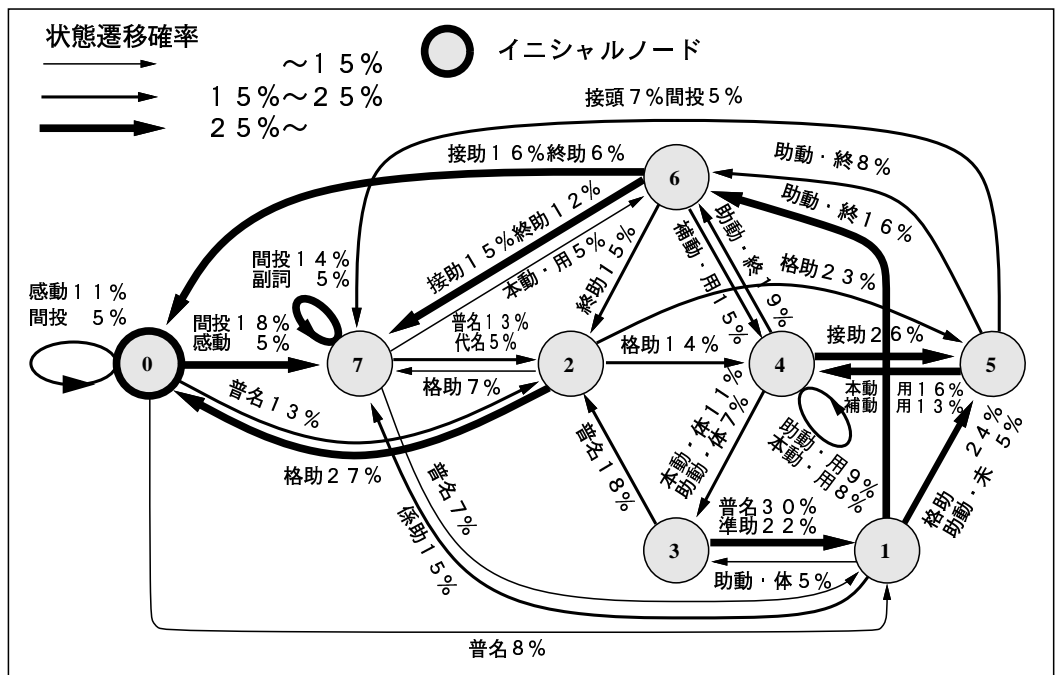 状態遷移確率
イニシャルノード
～１５％
１５％～２５％
２５％～
接頭７％間投５％
接助１６％終助６％
助動・終８％
6
助動・終１６％
接助１５％終助１２％
本動・用５％
終助１５％
補動・用１５％
助動・終１９％
格助２３％
間投１４％
副詞　５％
感動１１％
間投　５％
間投１８％
感動　５％
普名１３％
代名５％
格助１４％
接助２６％
0
7
2
4
5
格助７％
本動　用１６％
補動　用１３％
普名１３％
格助２７％
普名７％
係助１５％
普名１８％
本動・体１１％
助動・体７％
助動・用９％
本動・用８％
格助　　２４％
助動・未　５％
普名３０％
準助２２％
3
1
助動・体５％
普名８％